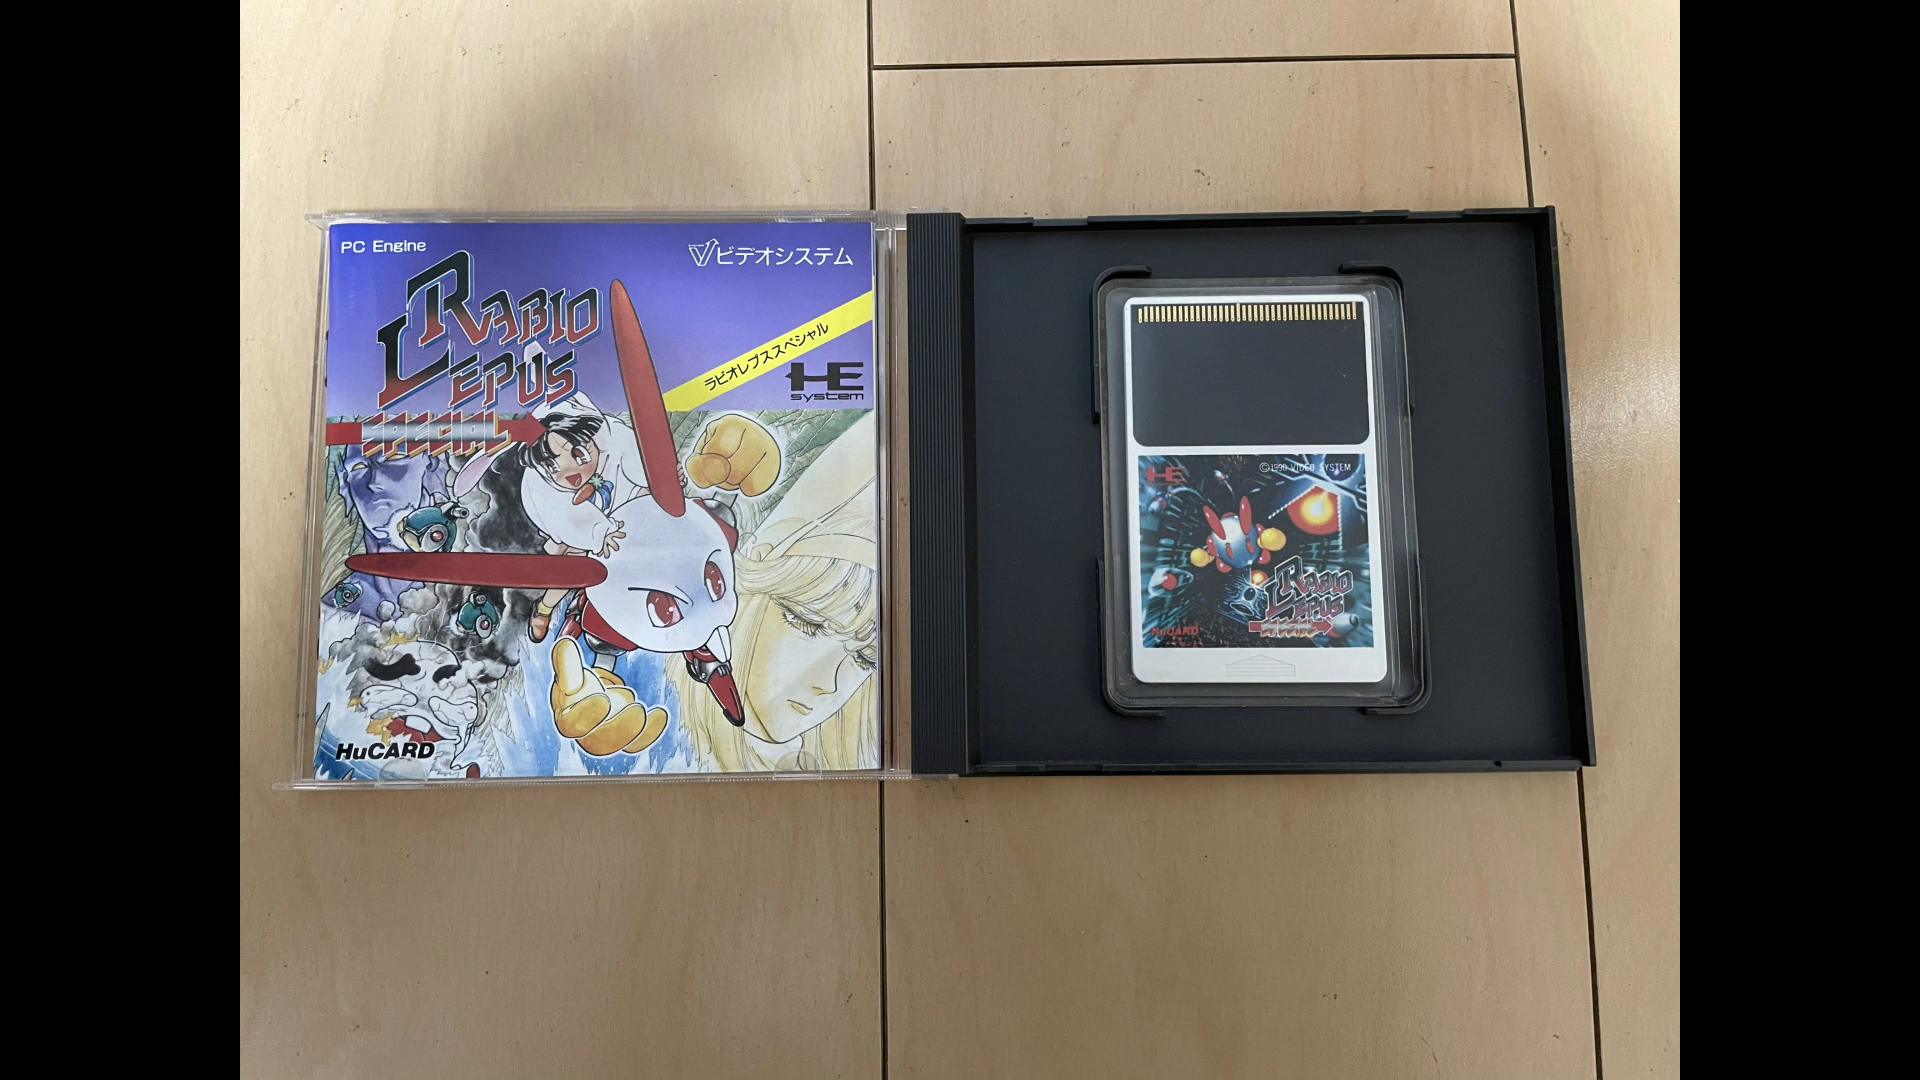 PC Engine
ビデオシステム
RABIO
LEPUS
SPECIAL
ラビオレプススペシャル
HE
system
HuCARD
HE
©1990 VIDEO SYSTEM
RABIO
LEPUS
SPECIAL
HuCARD